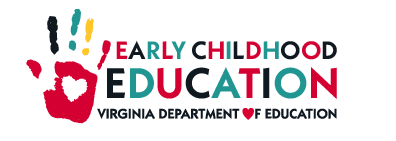 EARLY CHILDHOOD
EDUCATION
VIRGINIA DEPARTMENT OF EDUCATION